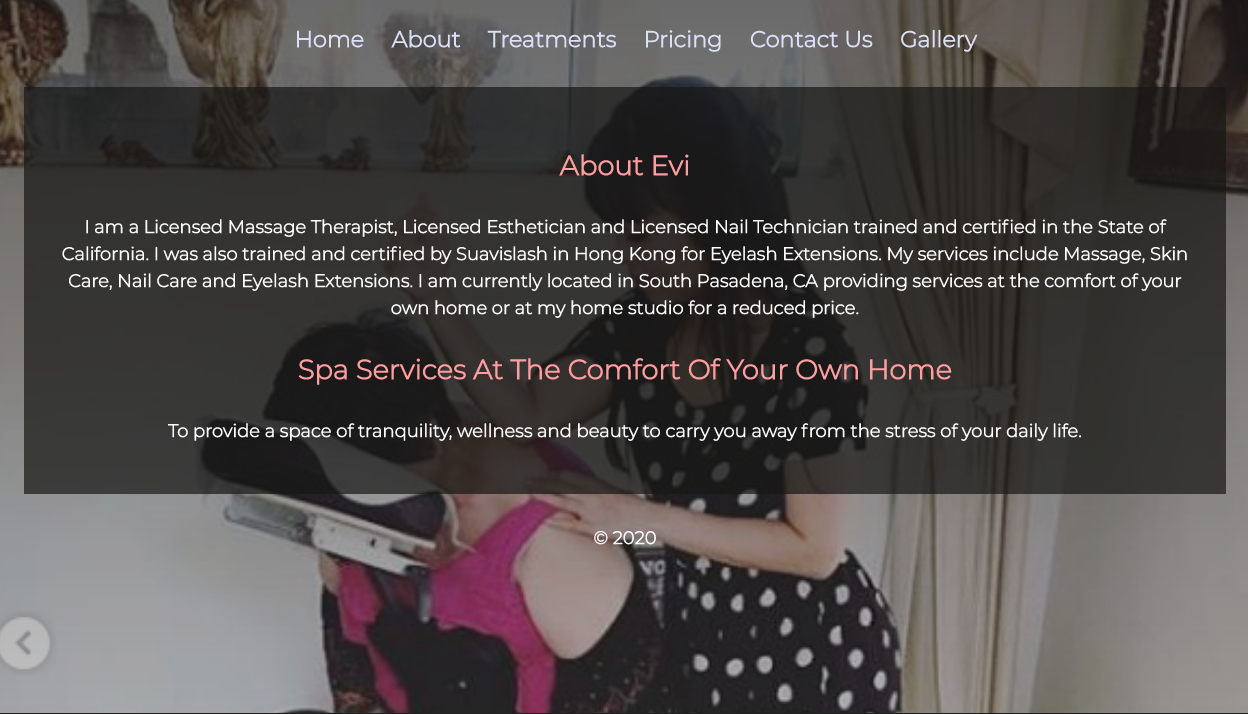 Home About Treatments Pricing Contact Us Gallery
About Evi
I am a Licensed Massage Therapist, Licensed Esthetician and Licensed Nail Technician trained and certified in the State of
California. I was also trained and certified by Suavislash in Hong Kong for Eyelash Extensions. My services include Massage, Skin
Care, Nail Care and Eyelash Extensions. I am currently located in South Pasadena, CA providing services at the comfort of your
own home or at my home studio for a reduced price.
Spa Services At The Comfort Of Your Own Home
To provide a space of tranquility, wellness and beauty to carry you away from the stress of your daily life.
© 2020